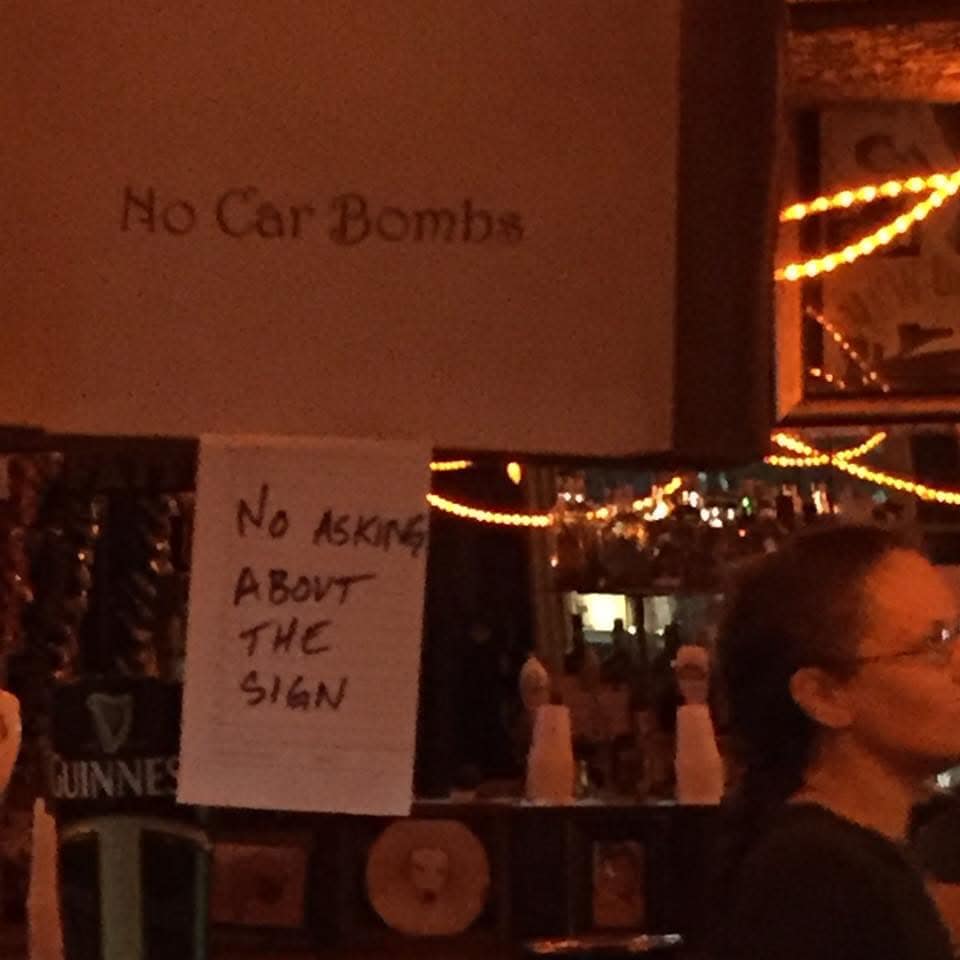 No Car Bombs
No ASKING
ABOUT
THE
SIGN
GUINNES